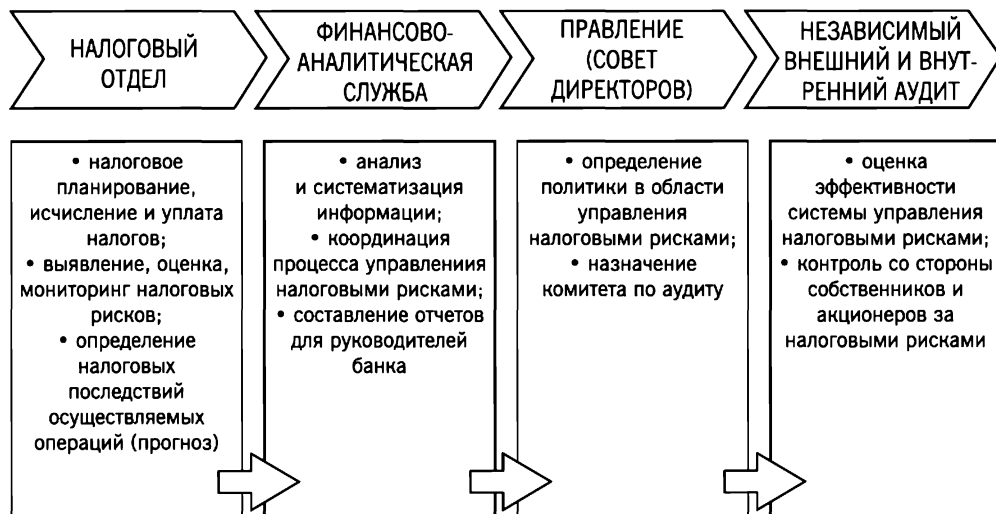 НАЛОГОВЫЙ
ОТДЕЛ
ФИНАНСОВО-
АНАЛИТИЧЕСКАЯ
СЛУЖБА
ПРАВЛЕНИЕ
(СОВЕТ
ДИРЕКТОРОВ)
НЕЗАВИСИМЫЙ
ВНЕШНИЙ И ВНУТ-
РЕННИЙ АУДИТ
• налоговое
планирование,
исчисление и уплата
налогов;
• выявление, оценка,
мониторинг налоговых
рисков;
• определение
налоговых
последствий
осуществляемых
операций (прогноз)
• анализ
и систематизация
информации;
• координация
процесса управлениия
налоговыми рисками;
• составление отчетов
для руководителей
банка
• определение
политики в области
управления
налоговыми рисками;
• назначение
комитета по аудиту
• оценка
эффективности
системы управления
налоговыми рисками;
• контроль со стороны
собственников и
акционеров за
налоговыми рисками